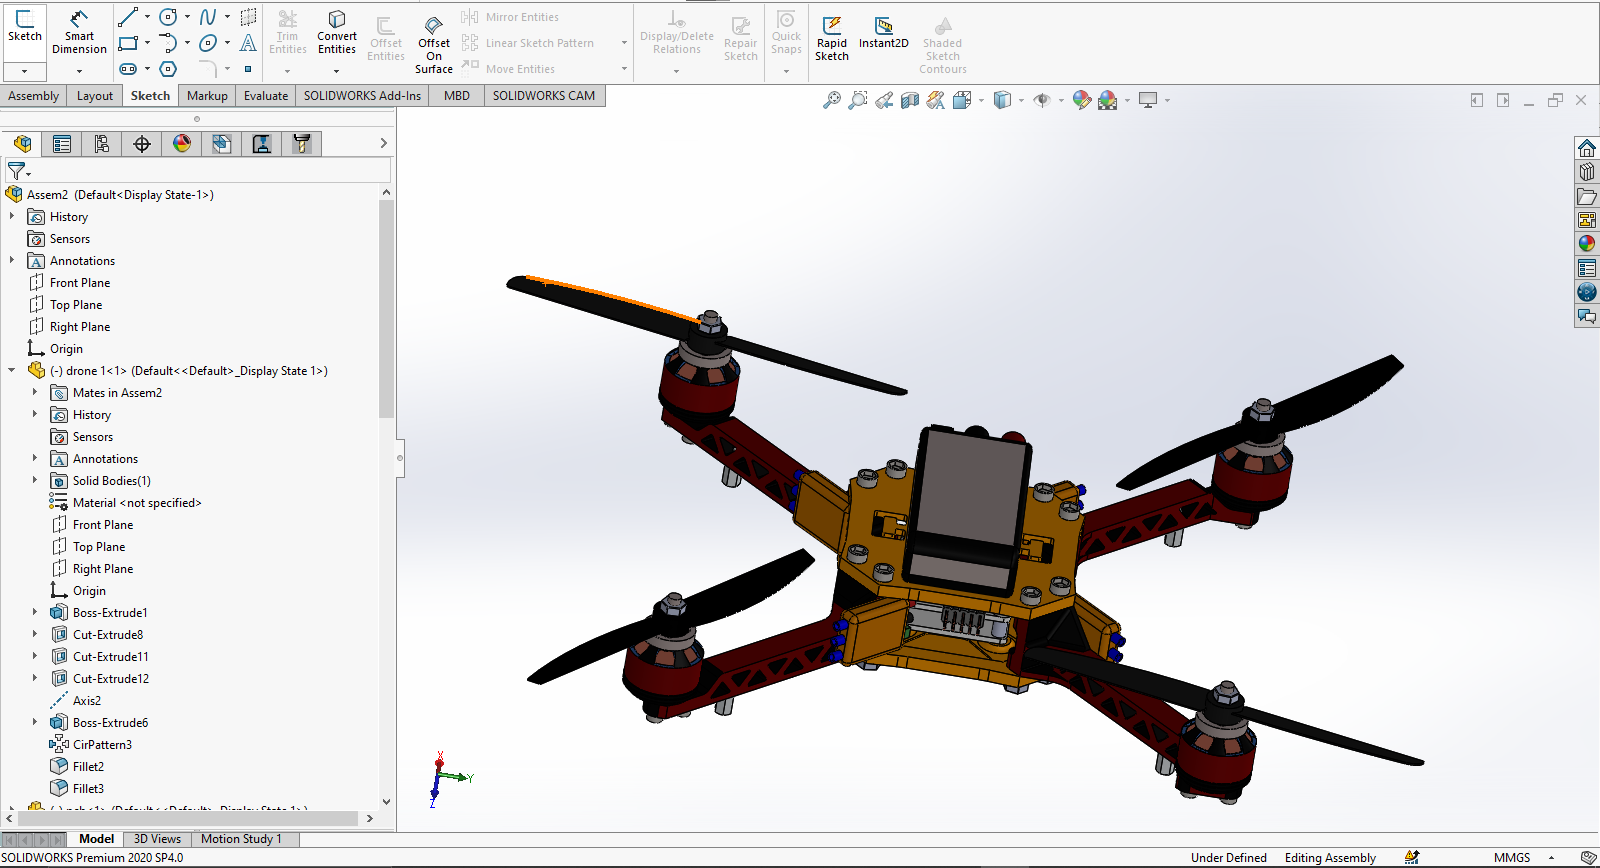 Sketch
Smart Dimension
Trim Entities
Convert Entities
Offset Entities
Offset On Surface
Mirror Entities
Linear Sketch Pattern
Move Entities
Display/Delete Relations
Repair Sketch
Quick Snaps
Rapid Sketch
Instant2D
Shaded Sketch Contours
Assembly Layout Sketch Markup Evaluate SOLIDWORKS Add-Ins MBD SOLIDWORKS CAM
Assem2 (Default<Display State-1>)
History
Sensors
Annotations
Front Plane
Top Plane
Right Plane
Origin
(-) drone 1<1> (Default<<Default>_Display State 1>)
Mates in Assem2
History
Sensors
Annotations
Solid Bodies(1)
Material <not specified>
Front Plane
Top Plane
Right Plane
Origin
Boss-Extrude1
Cut-Extrude8
Cut-Extrude11
Cut-Extrude12
Axis2
Boss-Extrude6
CirPattern3
Fillet2
Fillet3
X
Y
Z
Model 3D Views Motion Study 1
SOLIDWORKS Premium 2020 SP4.0
Under Defined Editing Assembly MMGS